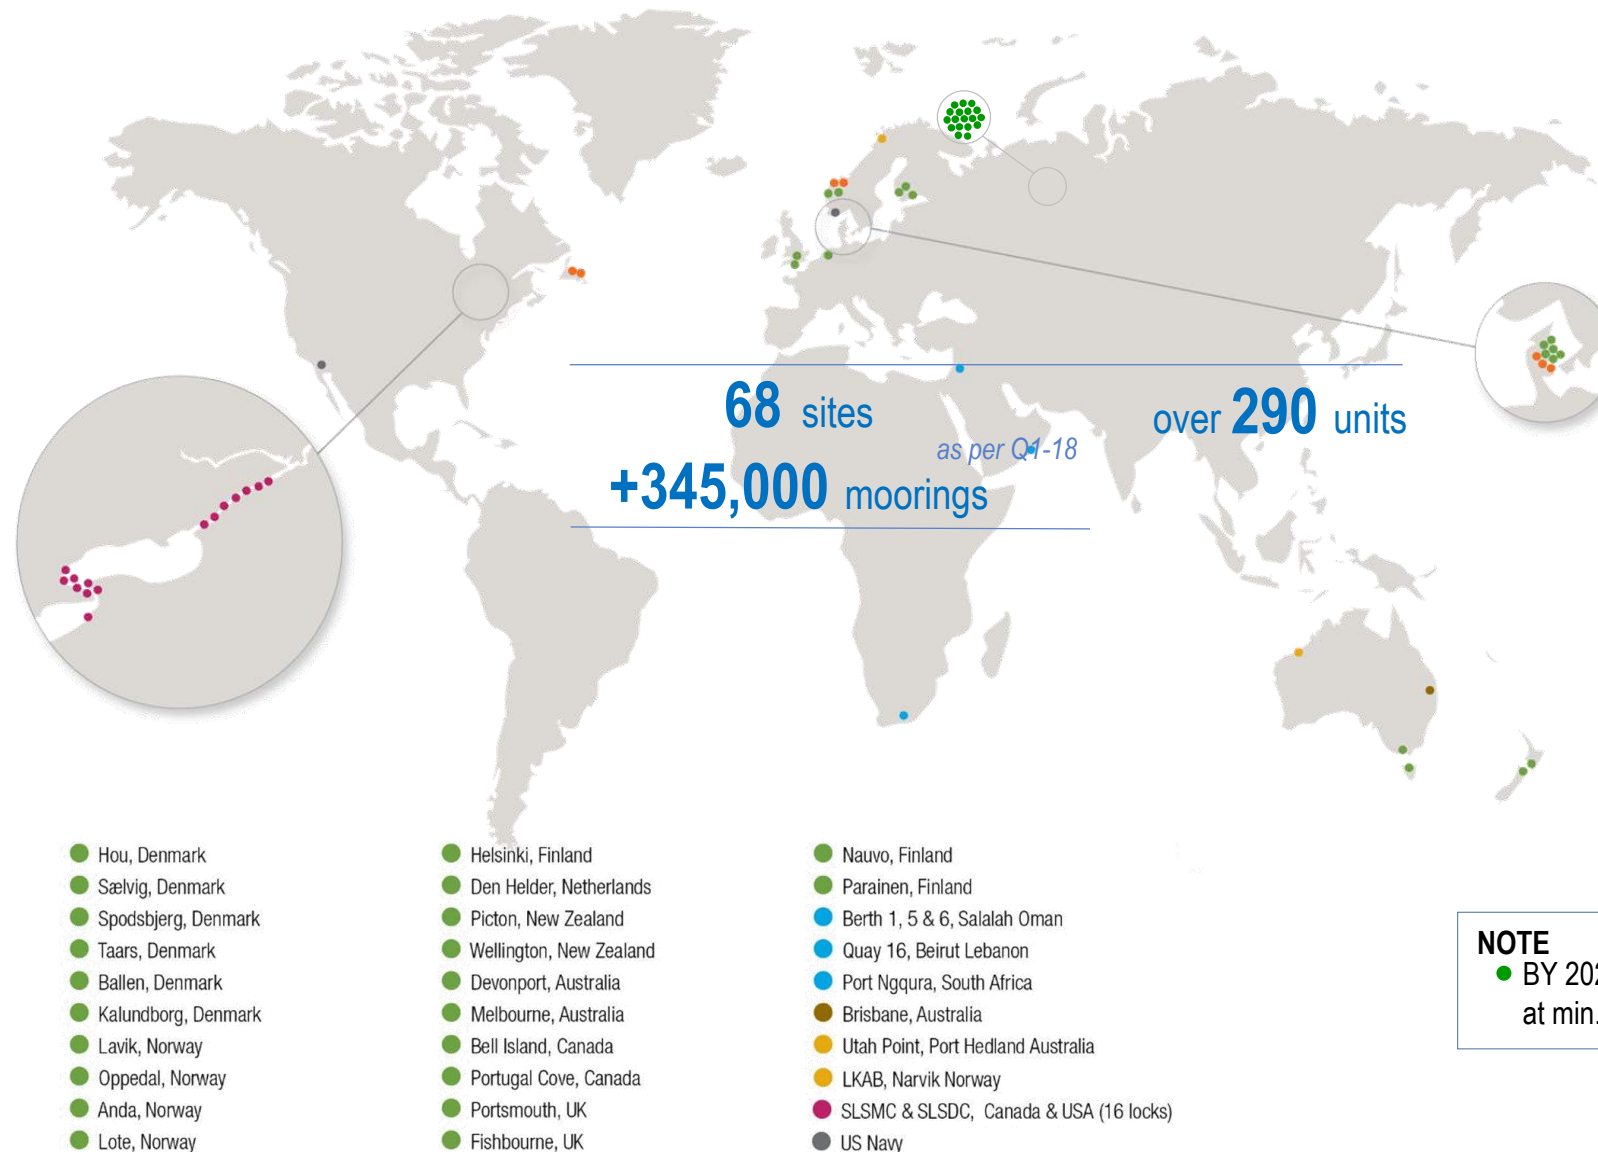 68 sites
over 290 units
as per Q1-18
+345,000 moorings
Hou, Denmark
Sælvig, Denmark
Spodsbjerg, Denmark
Taars, Denmark
Ballen, Denmark
Kalundborg, Denmark
Lavik, Norway
Oppedal, Norway
Anda, Norway
Lote, Norway
Helsinki, Finland
Den Helder, Netherlands
Picton, New Zealand
Wellington, New Zealand
Devonport, Australia
Melbourne, Australia
Bell Island, Canada
Portugal Cove, Canada
Portsmouth, UK
Fishbourne, UK
Nauvo, Finland
Parainen, Finland
Berth 1, 5 & 6, Salalah Oman
Quay 16, Beirut Lebanon
Port Ngqura, South Africa
Brisbane, Australia
Utah Point, Port Hedland Australia
LKAB, Narvik Norway
SLSMC & SLSDC, Canada & USA (16 locks)
US Navy
NOTE
BY
at min.